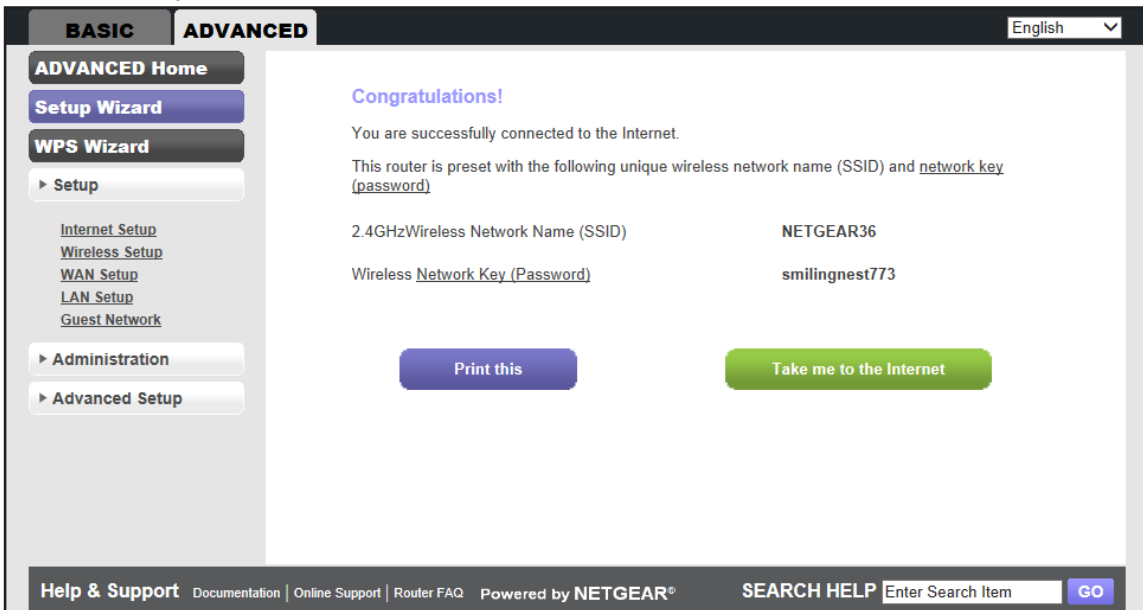 BASIC ADVANCED English
ADVANCED Home
Setup Wizard
WPS Wizard
Setup
Internet Setup
Wireless Setup
WAN Setup
LAN Setup
Guest Network
Administration
Advanced Setup
Congratulations!
You are successfully connected to the Internet.
This router is preset with the following unique wireless network name (SSID) and network key
(password)
2.4GHzWireless Network Name (SSID) NETGEAR36
Wireless Network Key (Password) smilingnest773
Print this Take me to the Internet
Help & Support Documentation | Online Support | Router FAQ Powered by NETGEAR® SEARCH HELP Enter Search Item GO